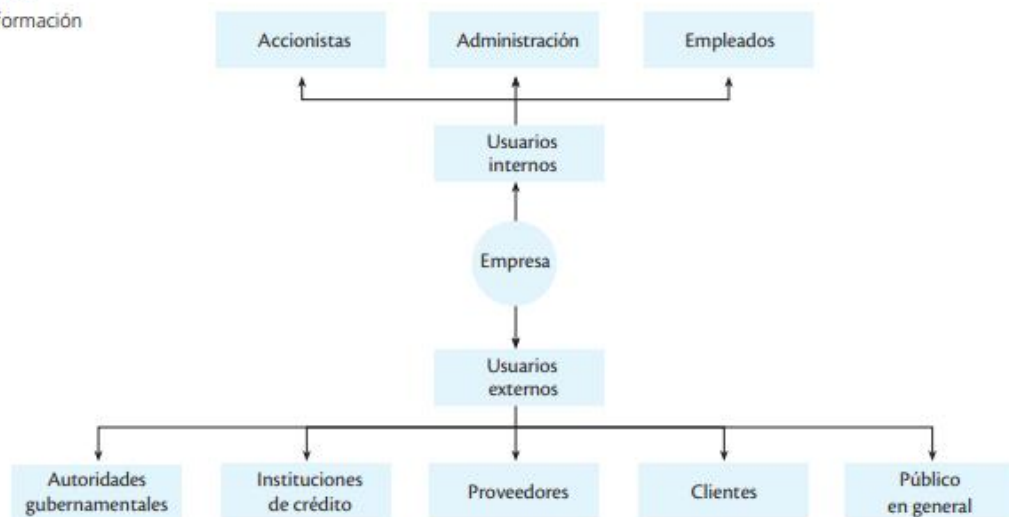 formación
Accionistas
Administración
Empleados
Usuarios
internos
Empresa
Usuarios
externos
Autoridades
gubernamentales
Instituciones
de crédito
Proveedores
Clientes
Público
en general